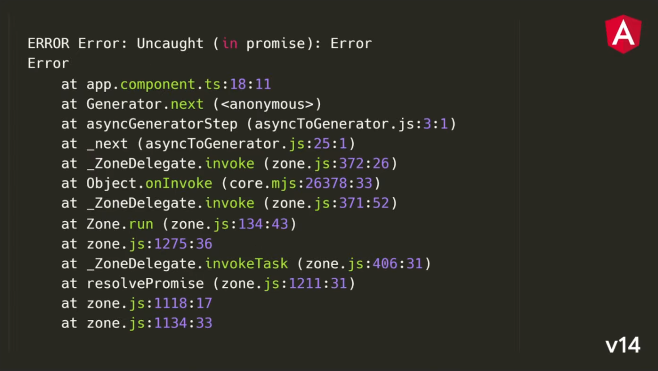 ERROR Error: Uncaught (in promise): Error
Error
at app.component.ts:18:11
at Generator.next (<anonymous>)
at asyncGeneratorStep (asyncToGenerator.js:3:1)
at _next (asyncToGenerator.js:25:1)
at _ZoneDelegate.invoke (zone.js:372:26)
at Object.onInvoke (core.mjs:26378:33)
at _ZoneDelegate.invoke (zone.js:371:52)
at Zone.run (zone.js:134:43)
at zone.js:1275:36
at _ZoneDelegate.invokeTask (zone.js:406:31)
at resolvePromise (zone.js:1211:31)
at zone.js:1118:17
at zone.js:1134:33
A
v14